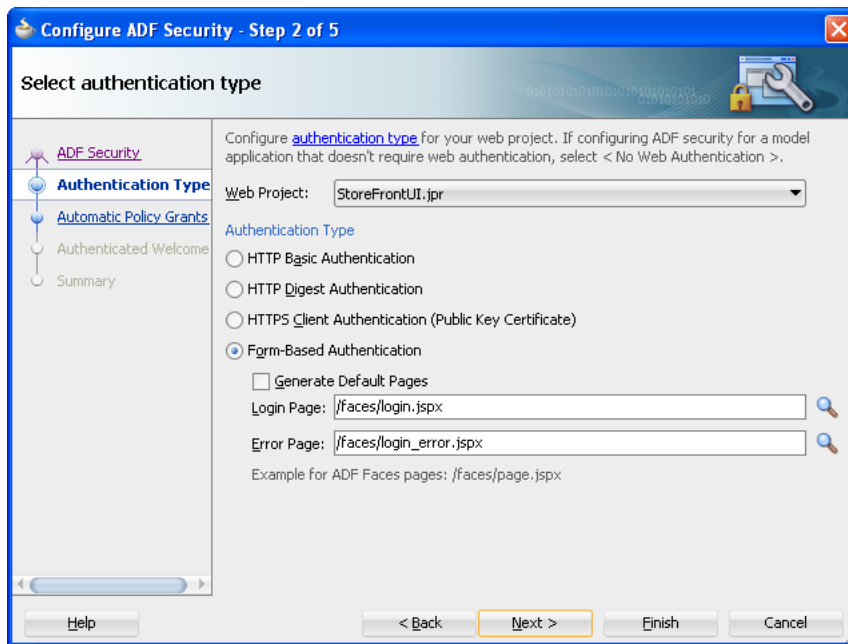 Configure ADF Security - Step 2 of 5
Select authentication type
010101010101010101010101
01010101010
ADF Security
Authentication Type
Automatic Policy Grants
Authenticated Welcome
Summary
Configure authentication type for your web project. If configuring ADF security for a model
application that doesn't require web authentication, select < No Web Authentication >.
Web Project: StoreFrontUI.jpr
Authentication Type
HTTP Basic Authentication
HTTP Digest Authentication
HTTPS Client Authentication (Public Key Certificate)
Form-Based Authentication
Generate Default Pages
Login Page: /faces/login.jspx
Error Page: /faces/login_error.jspx
Example for ADF Faces pages: /faces/page.jspx
Help < Back Next > Finish Cancel